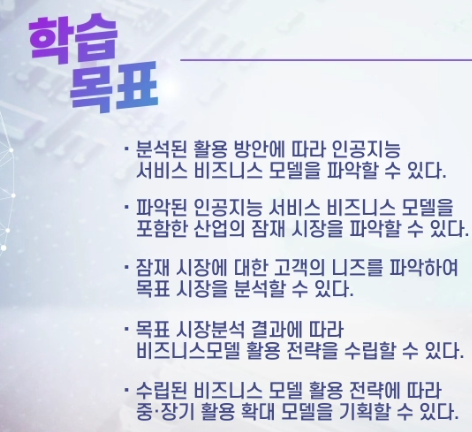 학습
목표
· 분석된 활용 방안에 따라 인공지능
서비스 비즈니스 모델을 파악할 수 있다.
· 파악된 인공지능 서비스 비즈니스 모델을
포함한 산업의 잠재 시장을 파악할 수 있다.
· 잠재 시장에 대한 고객의 니즈를 파악하여
목표 시장을 분석할 수 있다.
· 목표 시장분석 결과에 따라
비즈니스모델 활용 전략을 수립할 수 있다.
· 수립된 비즈니스 모델 활용 전략에 따라
중·장기 활용 확대 모델을 기획할 수 있다.